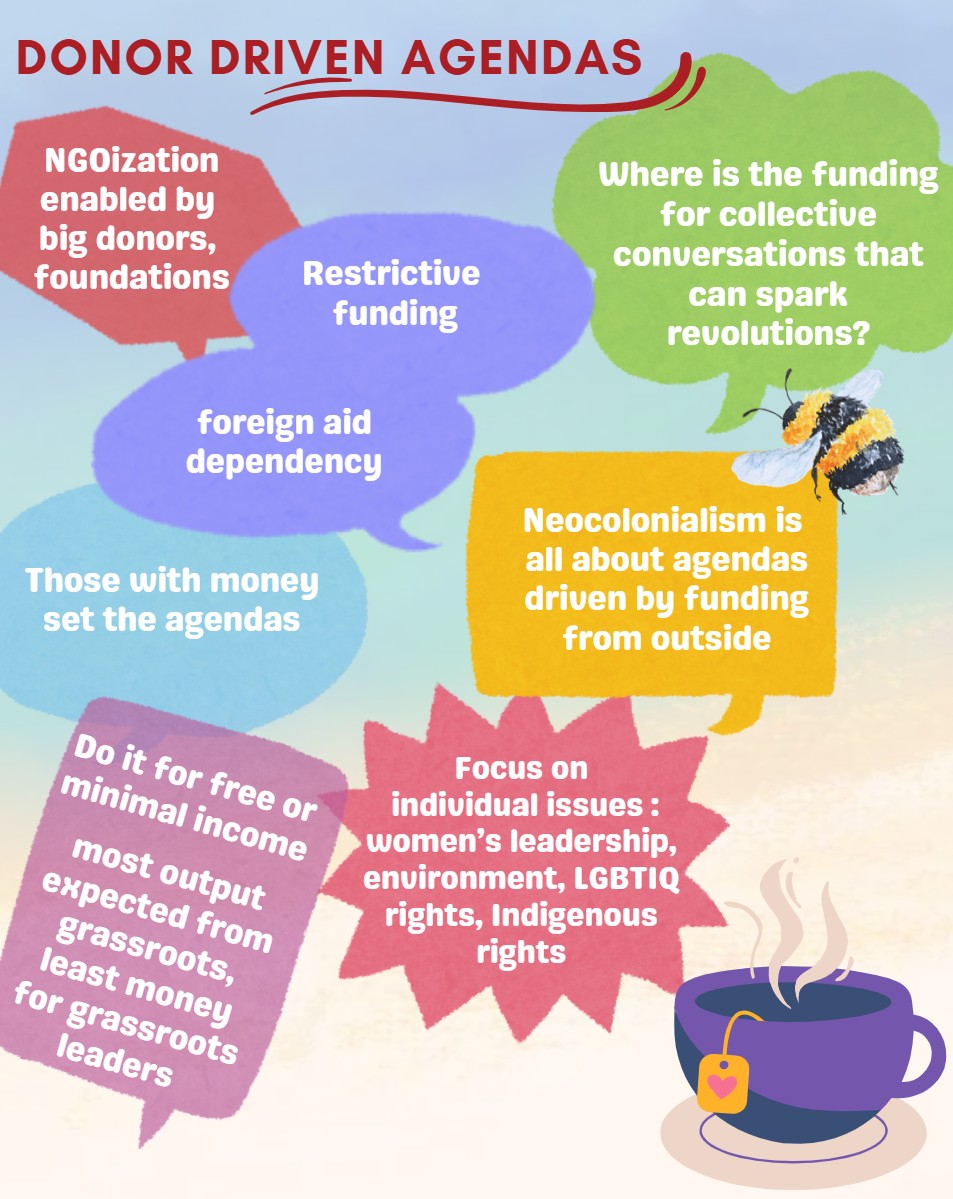 DONOR DRIVEN AGENDAS
NGOization
enabled by
big donors,
foundations
Restrictive
funding
foreign aid
dependency
Where is the funding
for collective
conversations that
can spark
revolutions?
Those with money
set the agendas
Neocolonialism is
all about agendas
driven by funding
from outside
Do it for free or
minimal income
most output
expected from
grassroots,
least money
for grassroots
leaders
Focus on
individual issues :
women’s leadership,
environment, LGBTIQ
rights, Indigenous
rights